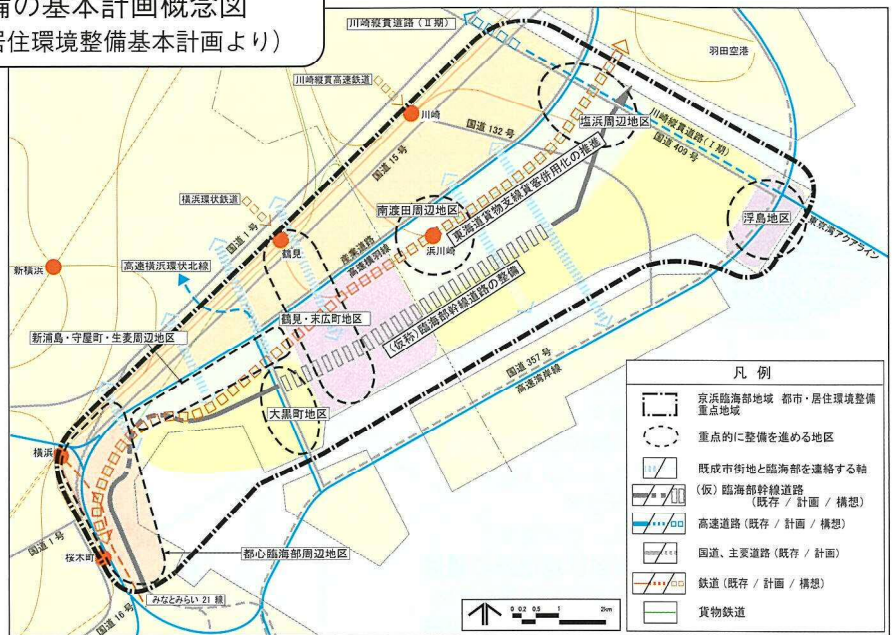 備の基本計画概念図
居住環境整備基本計画より)
川崎縦貫道路(Ⅱ期)
羽田空港
川崎縦貫高速鉄道
川崎
国道132号
塩浜周辺地区
川崎縦貫道路(Ⅰ期)
国道409号
国道15号
横浜環状鉄道
南渡田周辺地区
東海道貨物支線貨客併用化の推進
浮島地区
東京湾アクアライン
国道1号
鶴見
産業道路
高速横羽線
浜川崎
新横浜
高速横浜環状北線
(仮称)臨海部幹線道路の整備
鶴見・末広町地区
新浦島・守屋町・生麦周辺地区
国道357号
高速湾岸線
大黒町地区
横浜
国道1号
桜木町
都心臨海部周辺地区
みなとみらい21線
国道16号
0 0.2 0.5 1 2km
凡例
京浜臨海部地域 都市・居住環境整備
重点地域
重点的に整備を進める地区
既成市街地と臨海部を連絡する軸
(仮)臨海部幹線道路
(既存 / 計画 / 構想)
高速道路(既存 / 計画 / 構想)
国道、主要道路(既存 / 計画)
鉄道(既存 / 計画 / 構想)
貨物鉄道